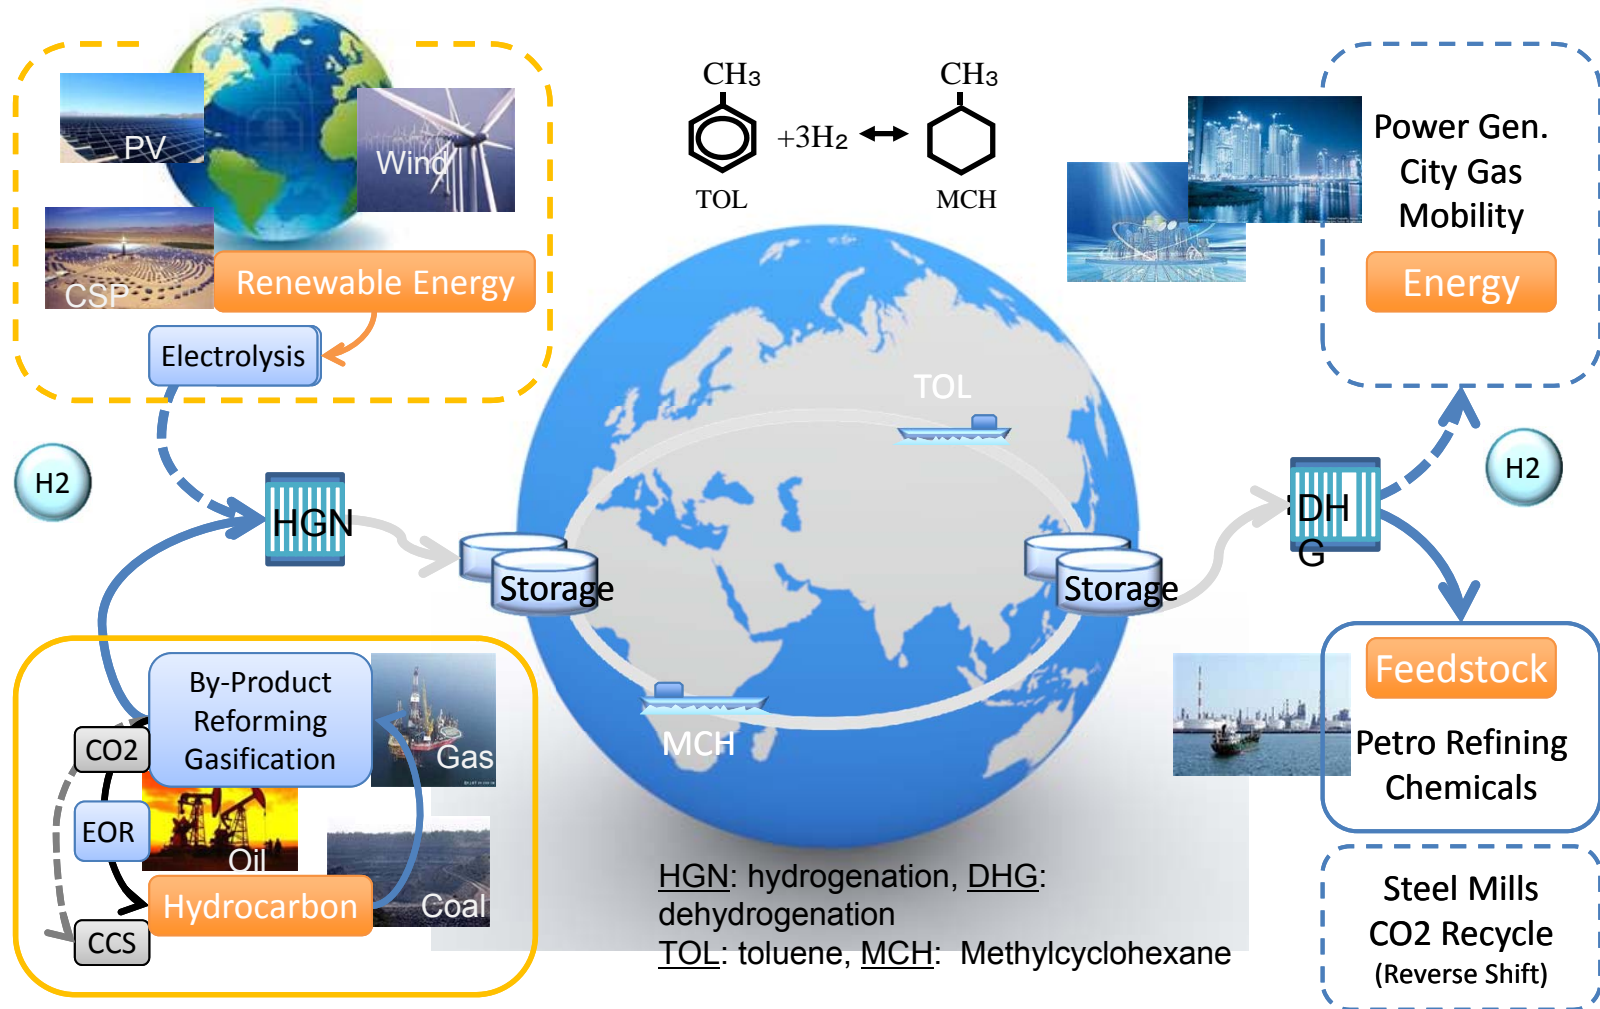 PV
Wind
CSP
Renewable Energy
Electrolysis
H2
HGN
Storage
By-Product
Reforming
Gasification
Gas
CO2
EOR
Oil
Hydrocarbon
Coal
CCS
CH3
+3H2
CH3
TOL
MCH
TOL
MCH
Storage
DH
G
H2
Power Gen.
City Gas
Mobility
Energy
Feedstock
Petro Refining
Chemicals
Steel Mills
CO2 Recycle
(Reverse Shift)
HGN: hydrogenation, DHG:
dehydrogenation
TOL: toluene, MCH: Methylcyclohexane